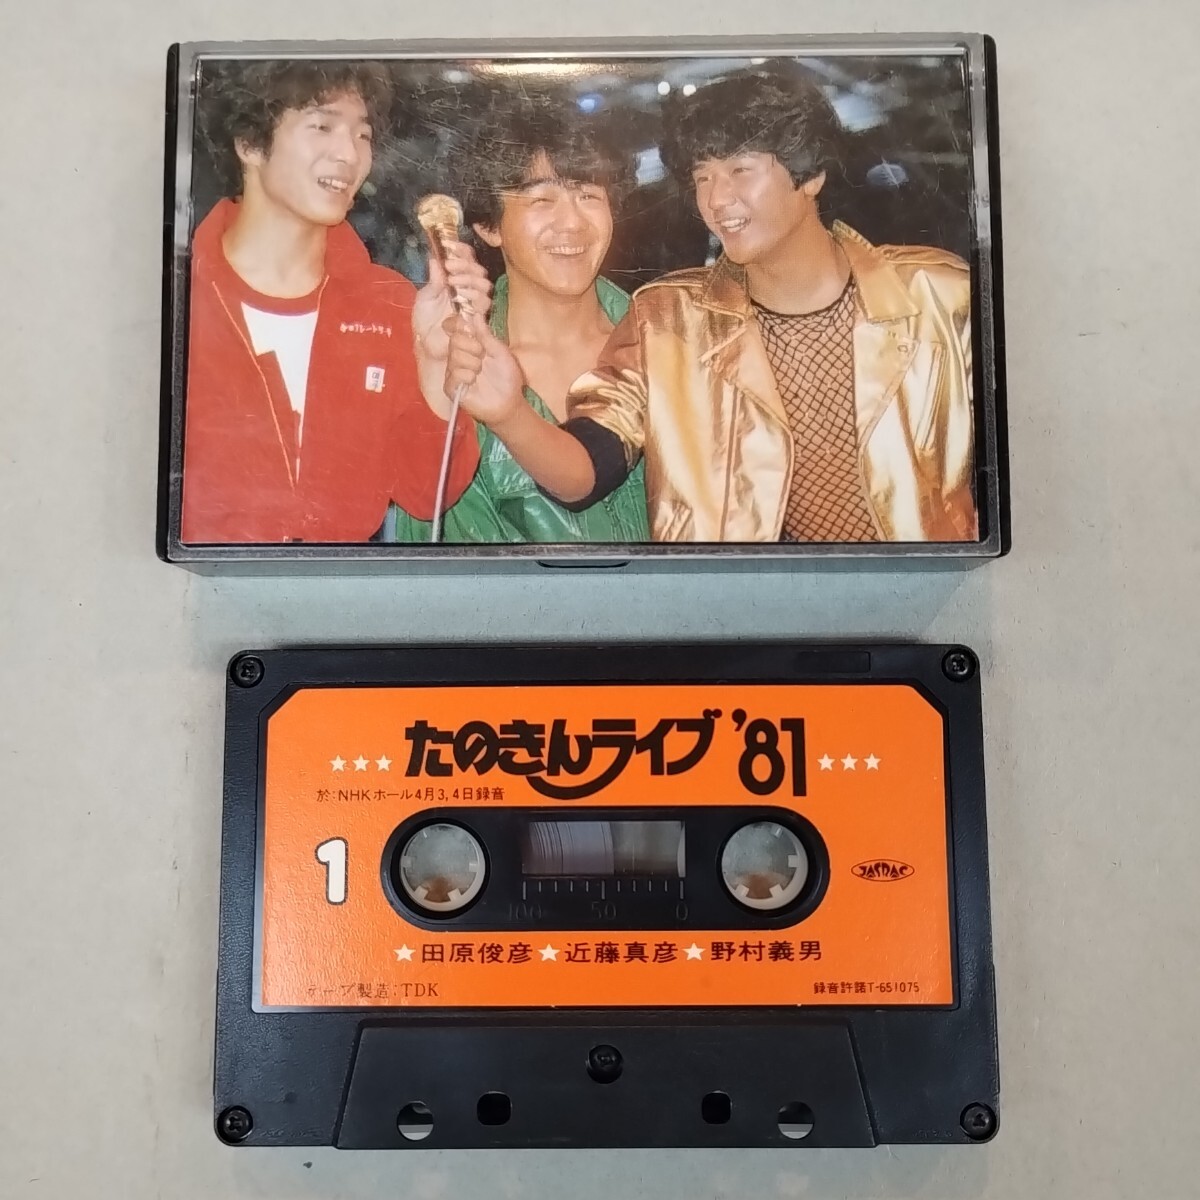 ★★★ たのきんライブ '81 ★★★
於:NHKホール4月3,4日録音
1
JASRAC
100 50 0
★田原俊彦★近藤真彦★野村義男
テープ製造:TDK
録音許諾T-651075